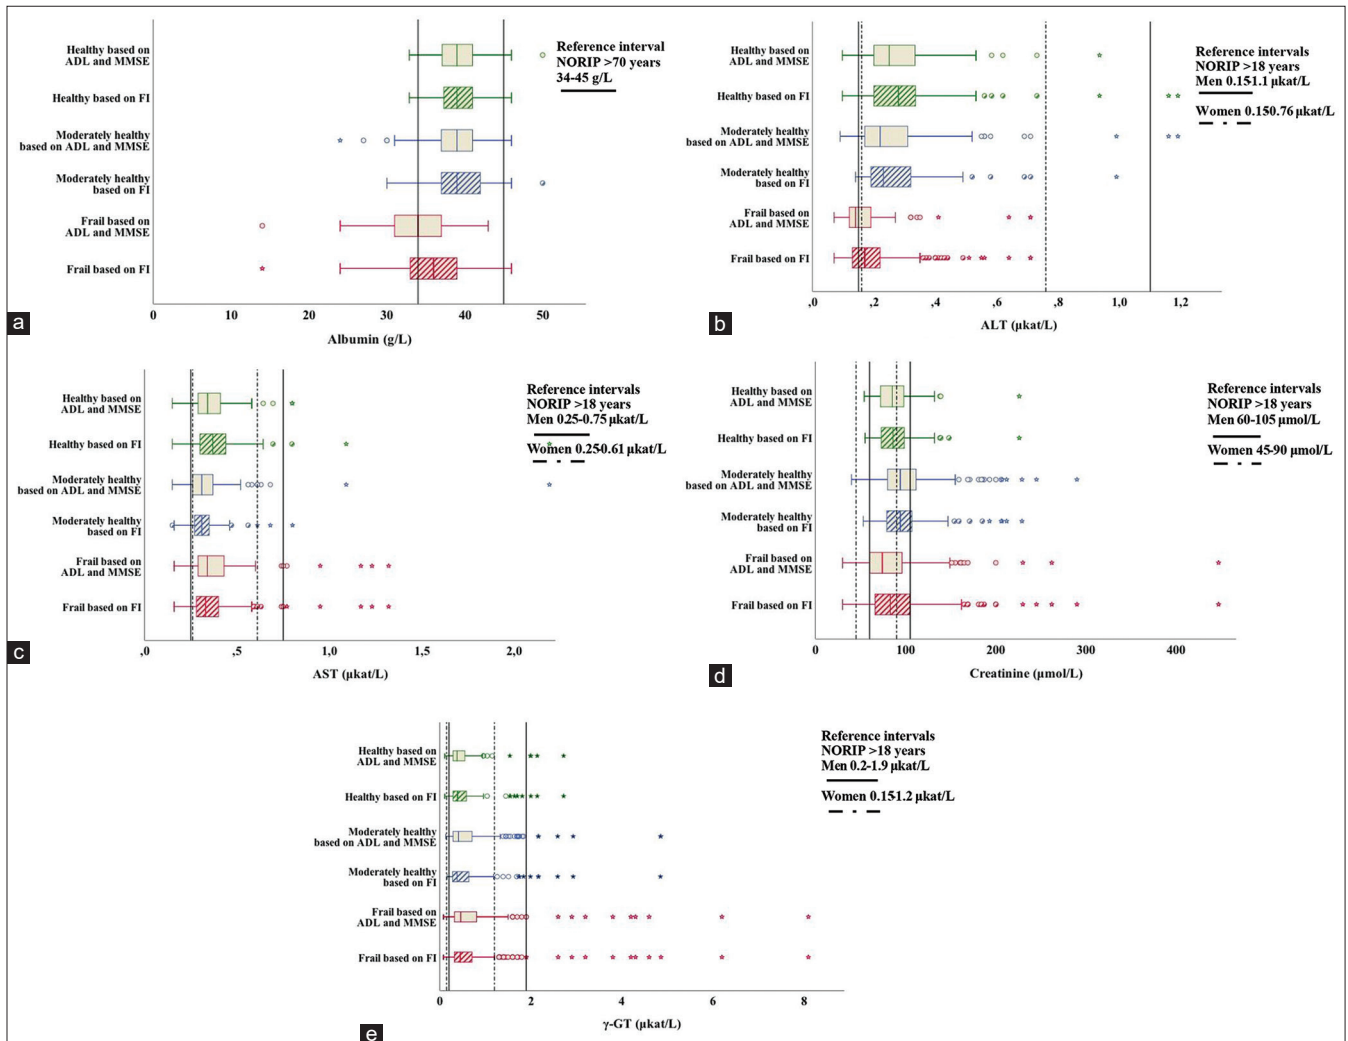 Healthy based on
ADL and MMSE
Healthy based on FI
Moderately healthy
based on ADL and MMSE
Moderately healthy
based on FI
Frail based on
ADL and MMSE
Frail based on FI
0 10 20 30 40 50
Albumin (g/L)
Reference interval
NORIP >70 years
34-45 g/L
a
Healthy based on
ADL and MMSE
Healthy based on FI
Moderately healthy
based on ADL and MMSE
Moderately healthy
based on FI
Frail based on
ADL and MMSE
Frail based on FI
,0 ,2 ,4 ,6 ,8 1,0 1,2
ALT (µkat/L)
Reference intervals
NORIP >18 years
Men 0.15-1.1 µkat/L
Women 0.150.76 µkat/L
b
Healthy based on
ADL and MMSE
Healthy based on FI
Moderately healthy
based on ADL and MMSE
Moderately healthy
based on FI
Frail based on
ADL and MMSE
Frail based on FI
,0 ,5 1,0 1,5 2,0
AST (µkat/L)
Reference intervals
NORIP >18 years
Men 0.25-0.75 µkat/L
Women 0.25-0.61 µkat/L
c
Healthy based on
ADL and MMSE
Healthy based on FI
Moderately healthy
based on ADL and MMSE
Moderately healthy
based on FI
Frail based on
ADL and MMSE
Frail based on FI
0 100 200 300 400
Creatinine (µmol/L)
Reference intervals
NORIP >18 years
Men 60-105 µmol/L
Women 45-90 µmol/L
d
Healthy based on
ADL and MMSE
Healthy based on FI
Moderately healthy
based on ADL and MMSE
Moderately healthy
based on FI
Frail based on
ADL and MMSE
Frail based on FI
0 2 4 6 8
γ-GT (µkat/L)
Reference intervals
NORIP >18 years
Men 0.2-1.9 µkat/L
Women 0.15-1.2 µkat/L
e